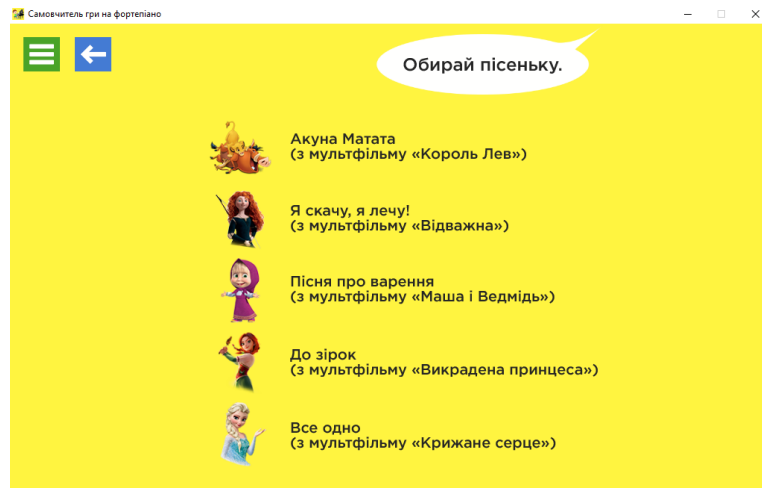 Самовчитель гри на фортепіано
Обирай пісеньку.
Акуна Матата
(з мультфільму «Король Лев»)
Я скачу, я лечу!
(з мультфільму «Відважна»)
Пісня про варення
(з мультфільму «Маша і Ведмідь»)
До зірок
(з мультфільму «Викрадена принцеса»)
Все одно
(з мультфільму «Крижане серце»)